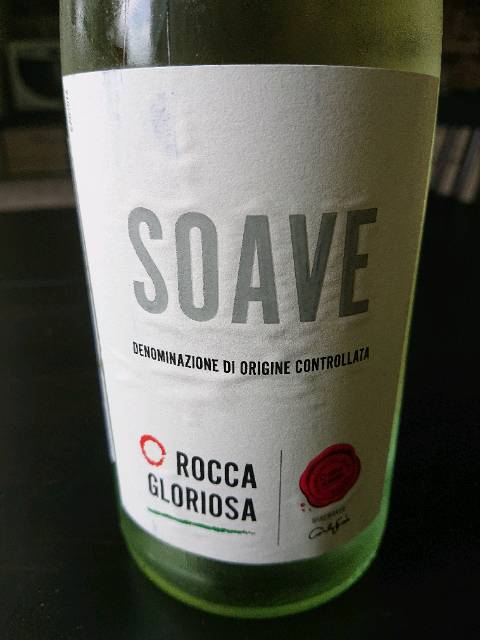 SOAVE
DENOMINAZIONE DI ORIGINE CONTROLLATA
ROCCA
GLORIOSA